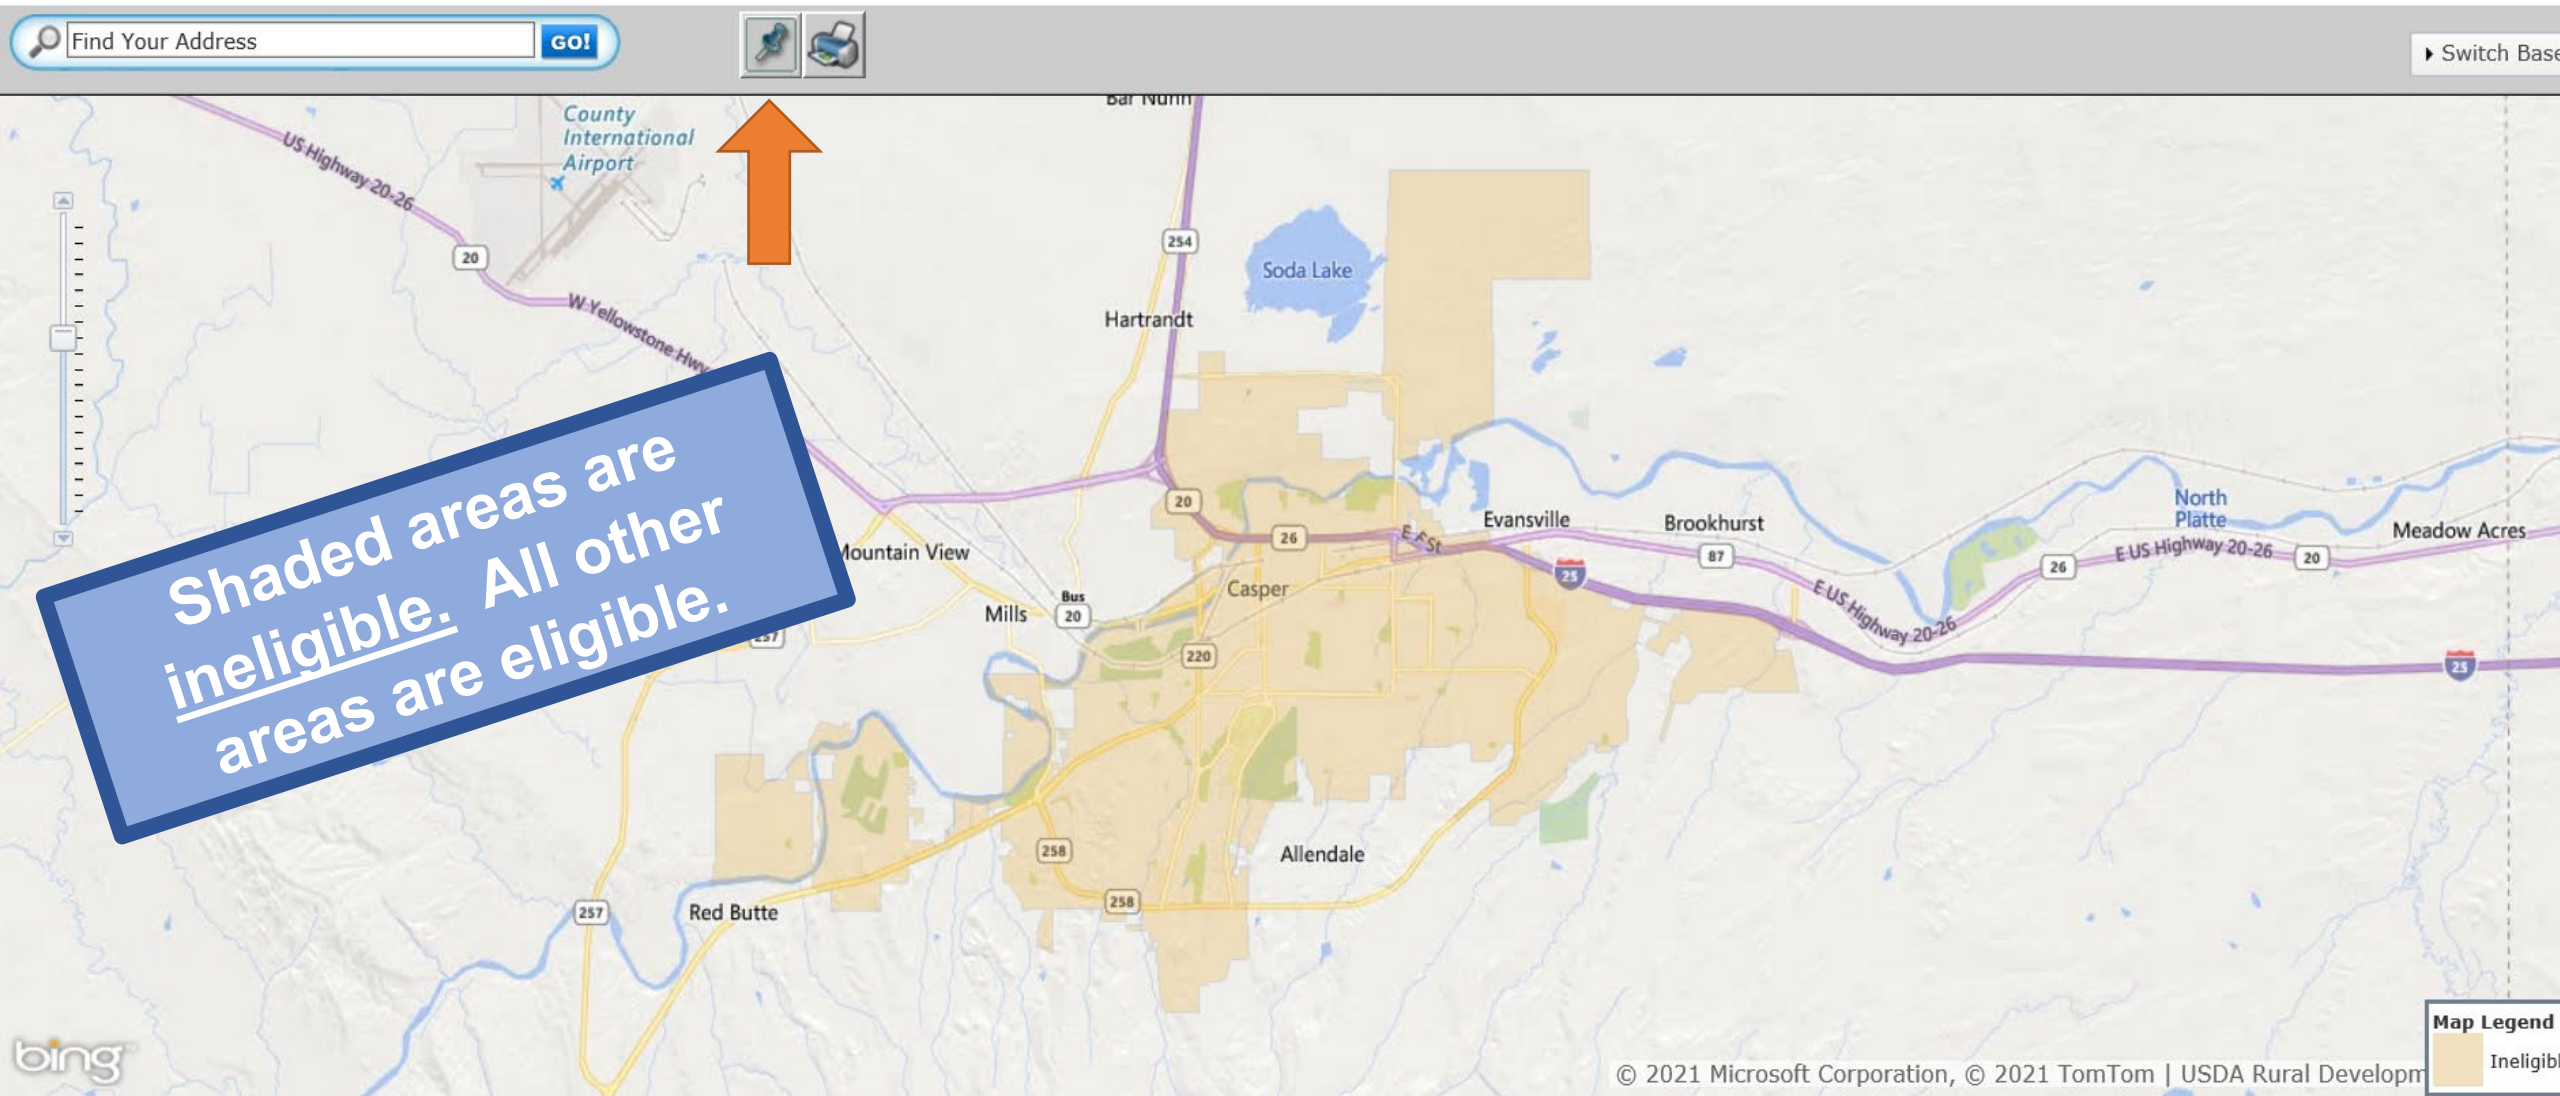 Find Your Address
GO!
Switch Base
County
International
Airport
Bar Nunn
US Highway 20-26
20
W Yellowstone Hwy
254
Soda Lake
Hartrandt
Shaded areas are
ineligible. All other
areas are eligible.
Mountain View
Mills
Bus
20
20
26
E F St
Evansville
Brookhurst
87
25
Casper
220
E US Highway 20-26
26
North
Platte
E US Highway 20-26
20
Meadow Acres
25
257
258
258
Allendale
257
Red Butte
bing
Map Legend
Ineligibl
© 2021 Microsoft Corporation, © 2021 TomTom | USDA Rural Developm